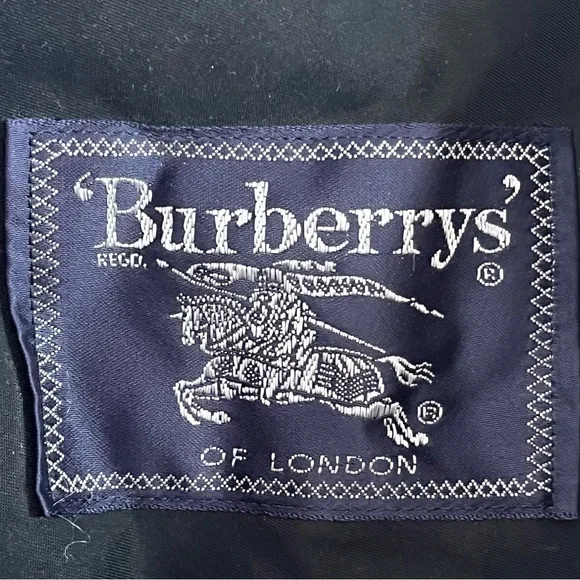 'Burberrys'
REGD. ®
®
OF LONDON